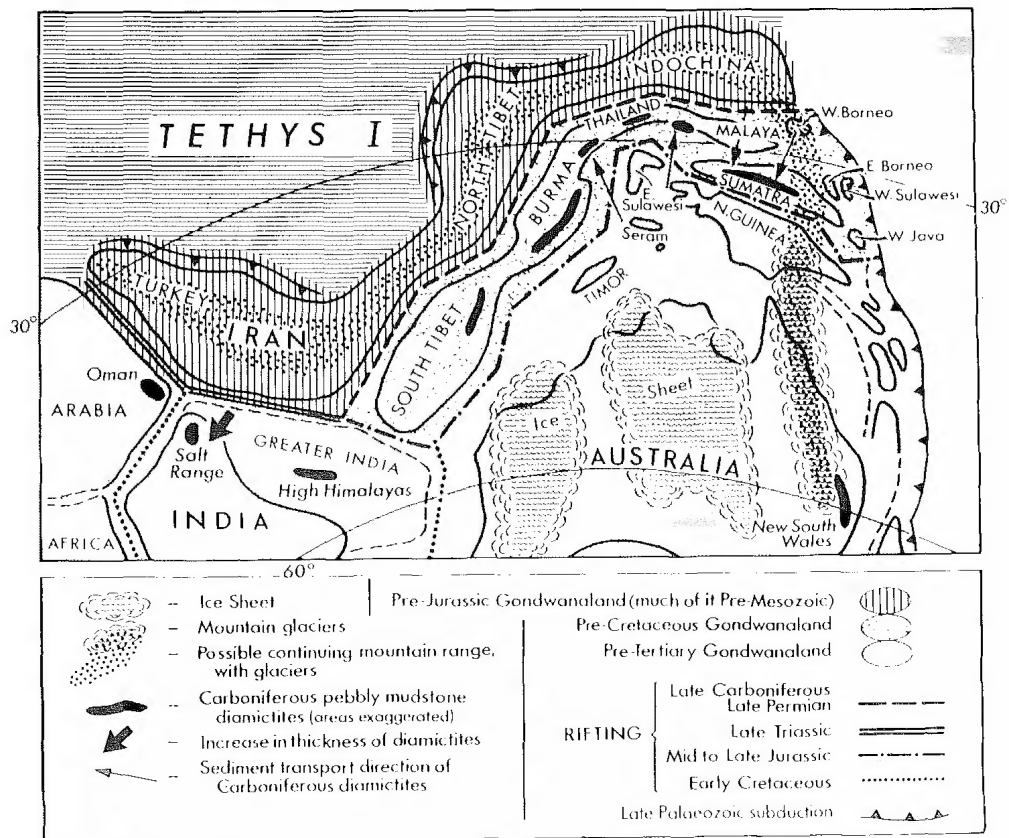 INDOCHINA
W. Borneo
THAILAND
MALAYA
TETHYS I
NORTH TIBET
E. Borneo
BURMA
SUMATRA
W. Sulawesi
E.
Sulawesi
N. GUINEA
30°
Seram
W. Java
TIMOR
TURKEY
30°
IRAN
SOUTH TIBET
Oman
Sheet
ARABIA
Ice
GREATER INDIA
Salt
Range
AUSTRALIA
High Himalayas
INDIA
New South
Wales
AFRICA
60°
– Ice Sheet
– Mountain glaciers
– Possible continuing mountain range,
with glaciers
– Carboniferous pebbly mudstone
diamictites (areas exaggerated)
– Increase in thickness of diamictites
– Sediment transport direction of
Carboniferous diamictites
Pre-Jurassic Gondwanaland (much of it Pre-Mesozoic)
Pre-Cretaceous Gondwanaland
Pre-Tertiary Gondwanaland
RIFTING
Late Carboniferous
Late Permian
Late Triassic
Mid to Late Jurassic
Early Cretaceous
Late Palaeozoic subduction